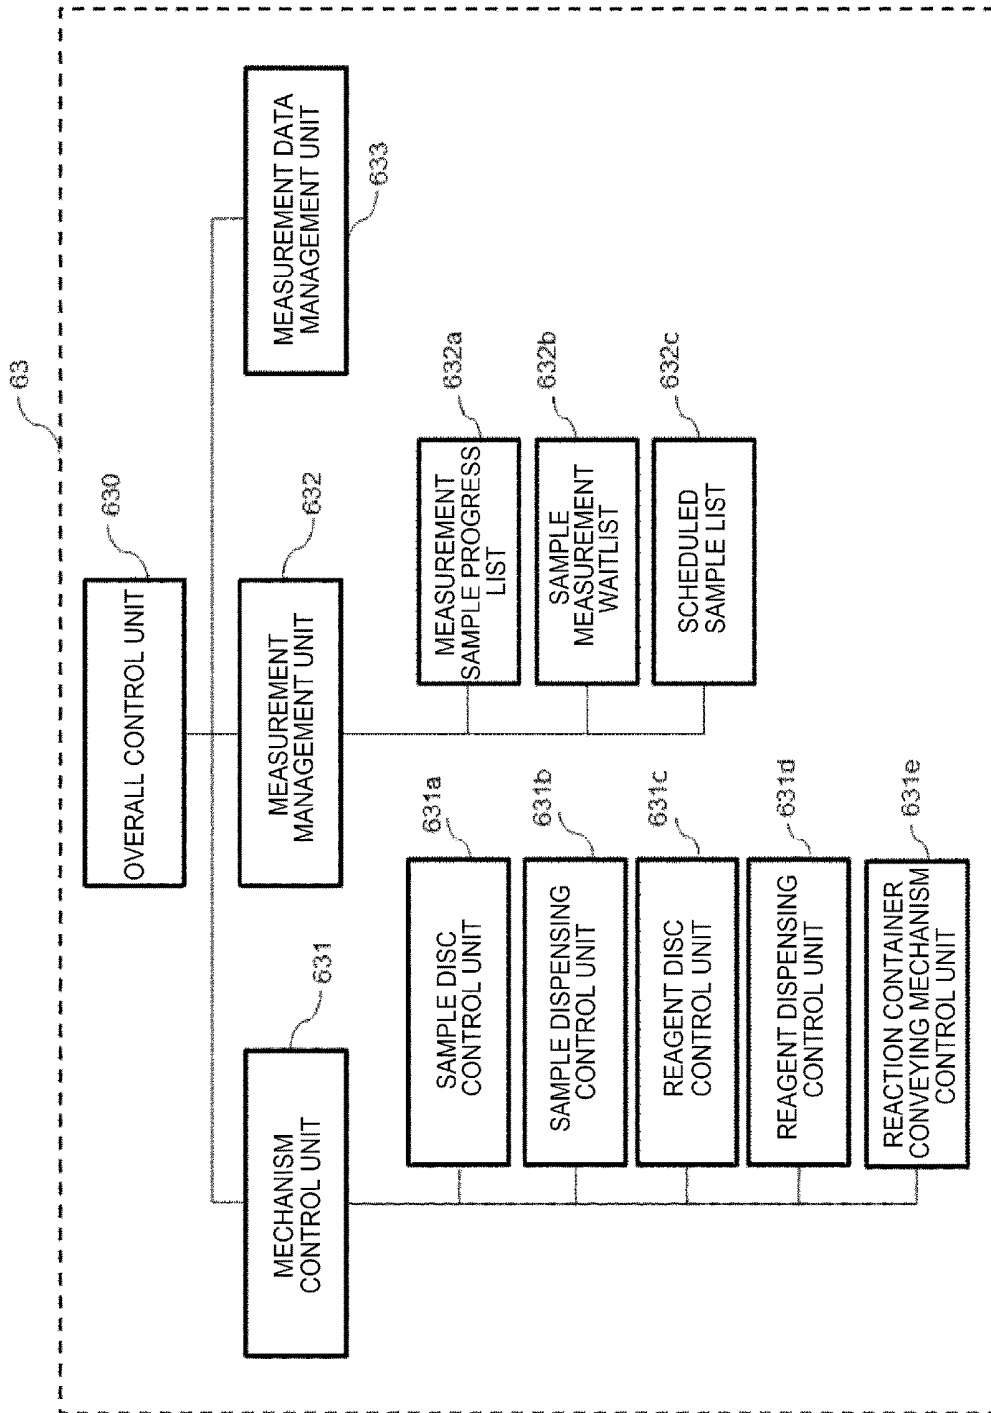 63
OVERALL CONTROL UNIT
630
MECHANISM
CONTROL UNIT
631
MEASUREMENT
MANAGEMENT UNIT
632
MEASUREMENT DATA
MANAGEMENT UNIT
633
SAMPLE DISC
CONTROL UNIT
631a
SAMPLE DISPENSING
CONTROL UNIT
631b
REAGENT DISC
CONTROL UNIT
631c
REAGENT DISPENSING
CONTROL UNIT
631d
REACTION CONTAINER
CONVEYING MECHANISM
CONTROL UNIT
631e
MEASUREMENT
SAMPLE PROGRESS
LIST
632a
SAMPLE
MEASUREMENT
WAITLIST
632b
SCHEDULED
SAMPLE LIST
632c